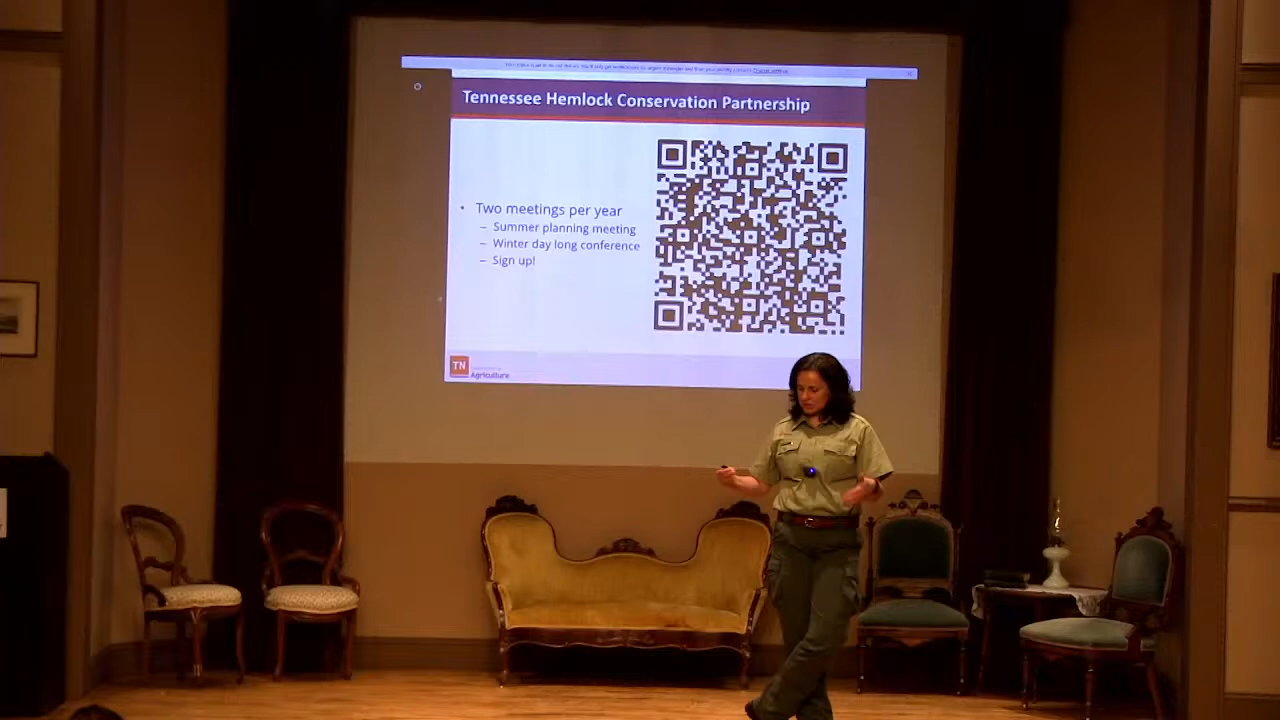 Tennessee Hemlock Conservation Partnership
• Two meetings per year
– Summer planning meeting
– Winter day long conference
– Sign up!
TN
Agriculture